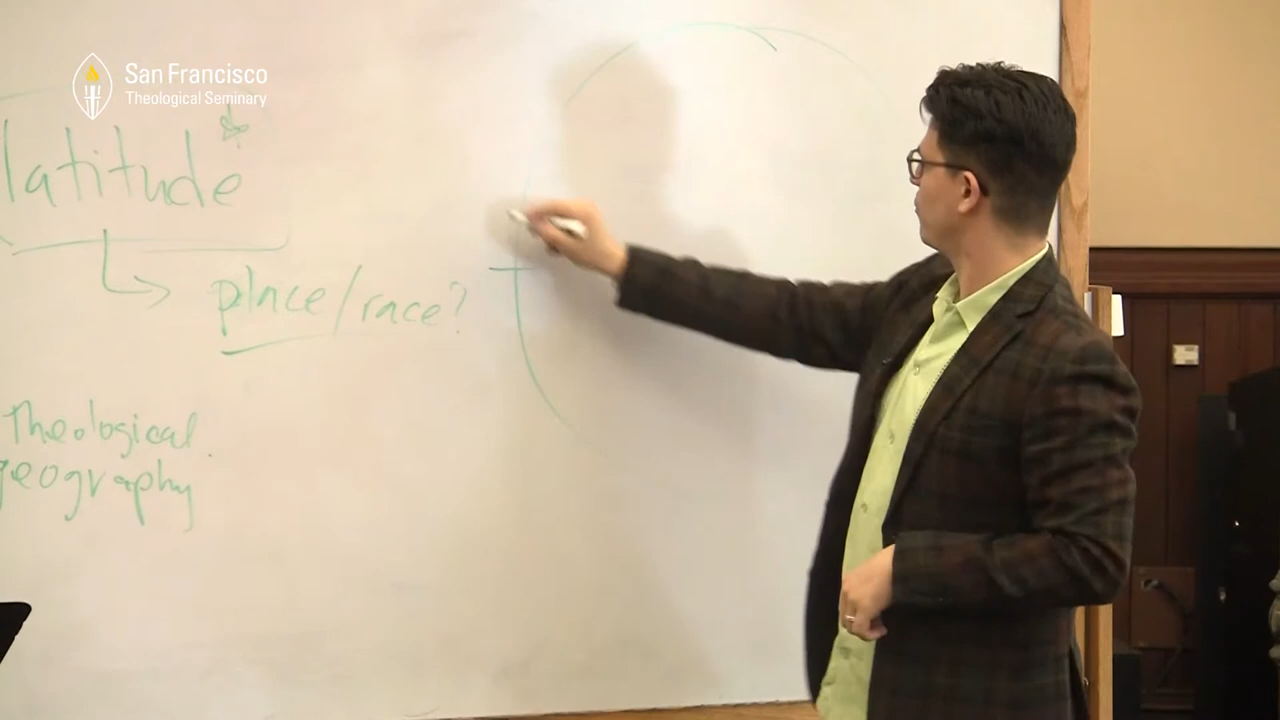 San Francisco
Theological Seminary
latitude
place/race?
Theological
geography